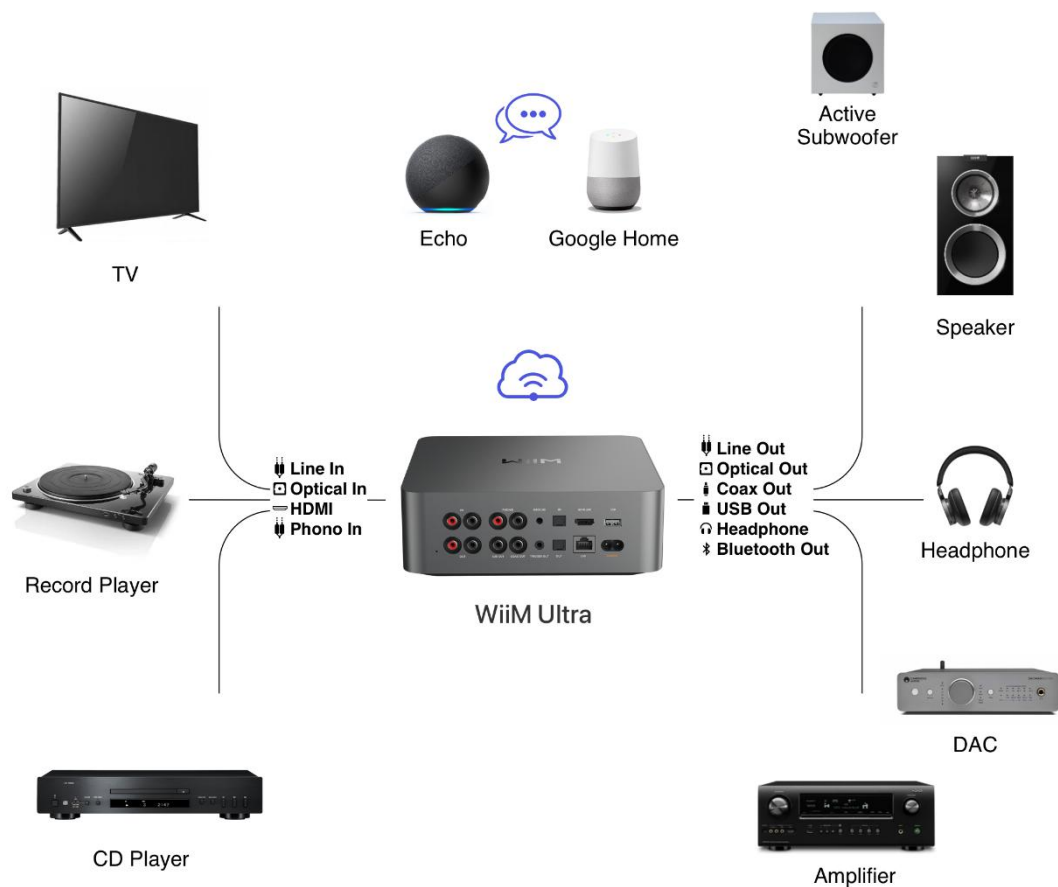 Active
Subwoofer
TV
Echo
Google Home
Speaker
Line In
Optical In
HDMI
Phono In
WiiM
Line Out
Optical Out
Coax Out
USB Out
Headphone
Bluetooth Out
Record Player
WiiM Ultra
Headphone
DAC
CD Player
Amplifier